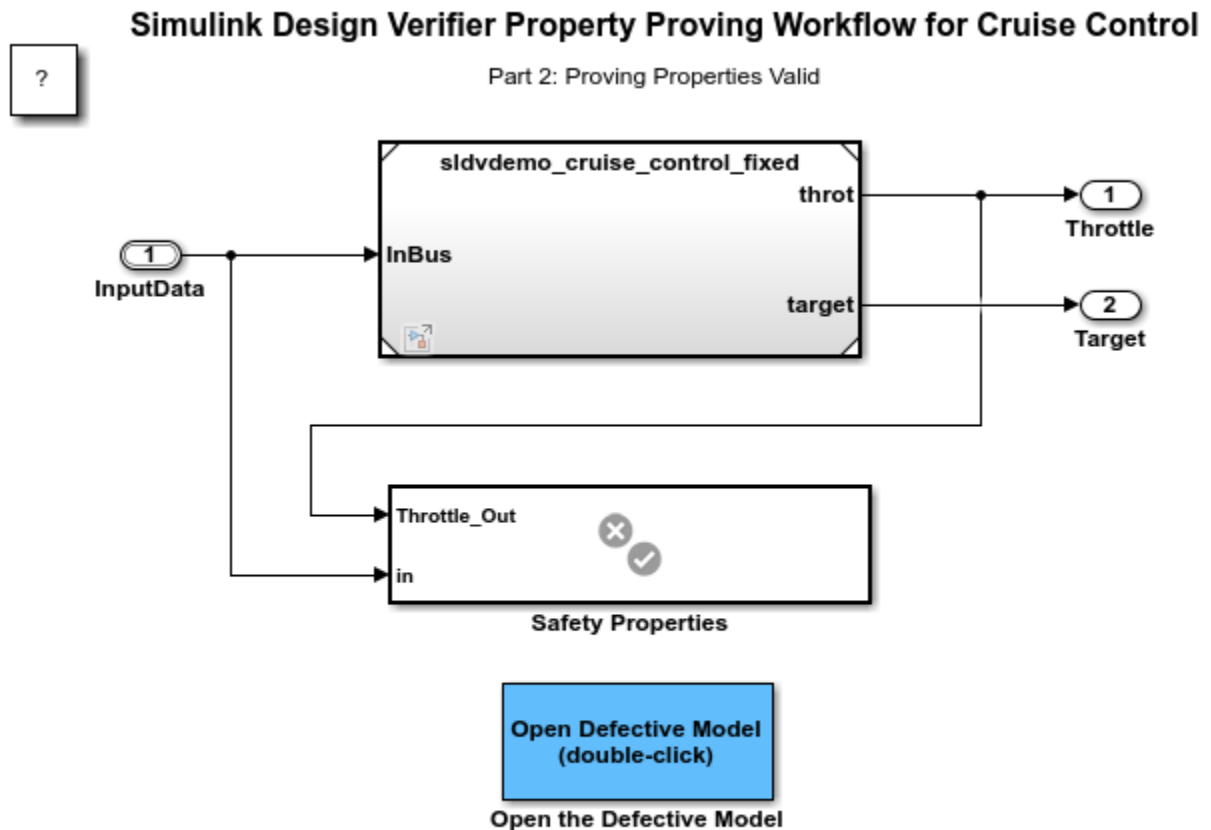 Simulink Design Verifier Property Proving Workflow for Cruise Control
?
Part 2: Proving Properties Valid
sldvdemo_cruise_control_fixed
throt
1
Throttle
1
InBus
InputData
target
2
Target
Throttle_Out
in
Safety Properties
Open Defective Model
(double-click)
Open the Defective Model